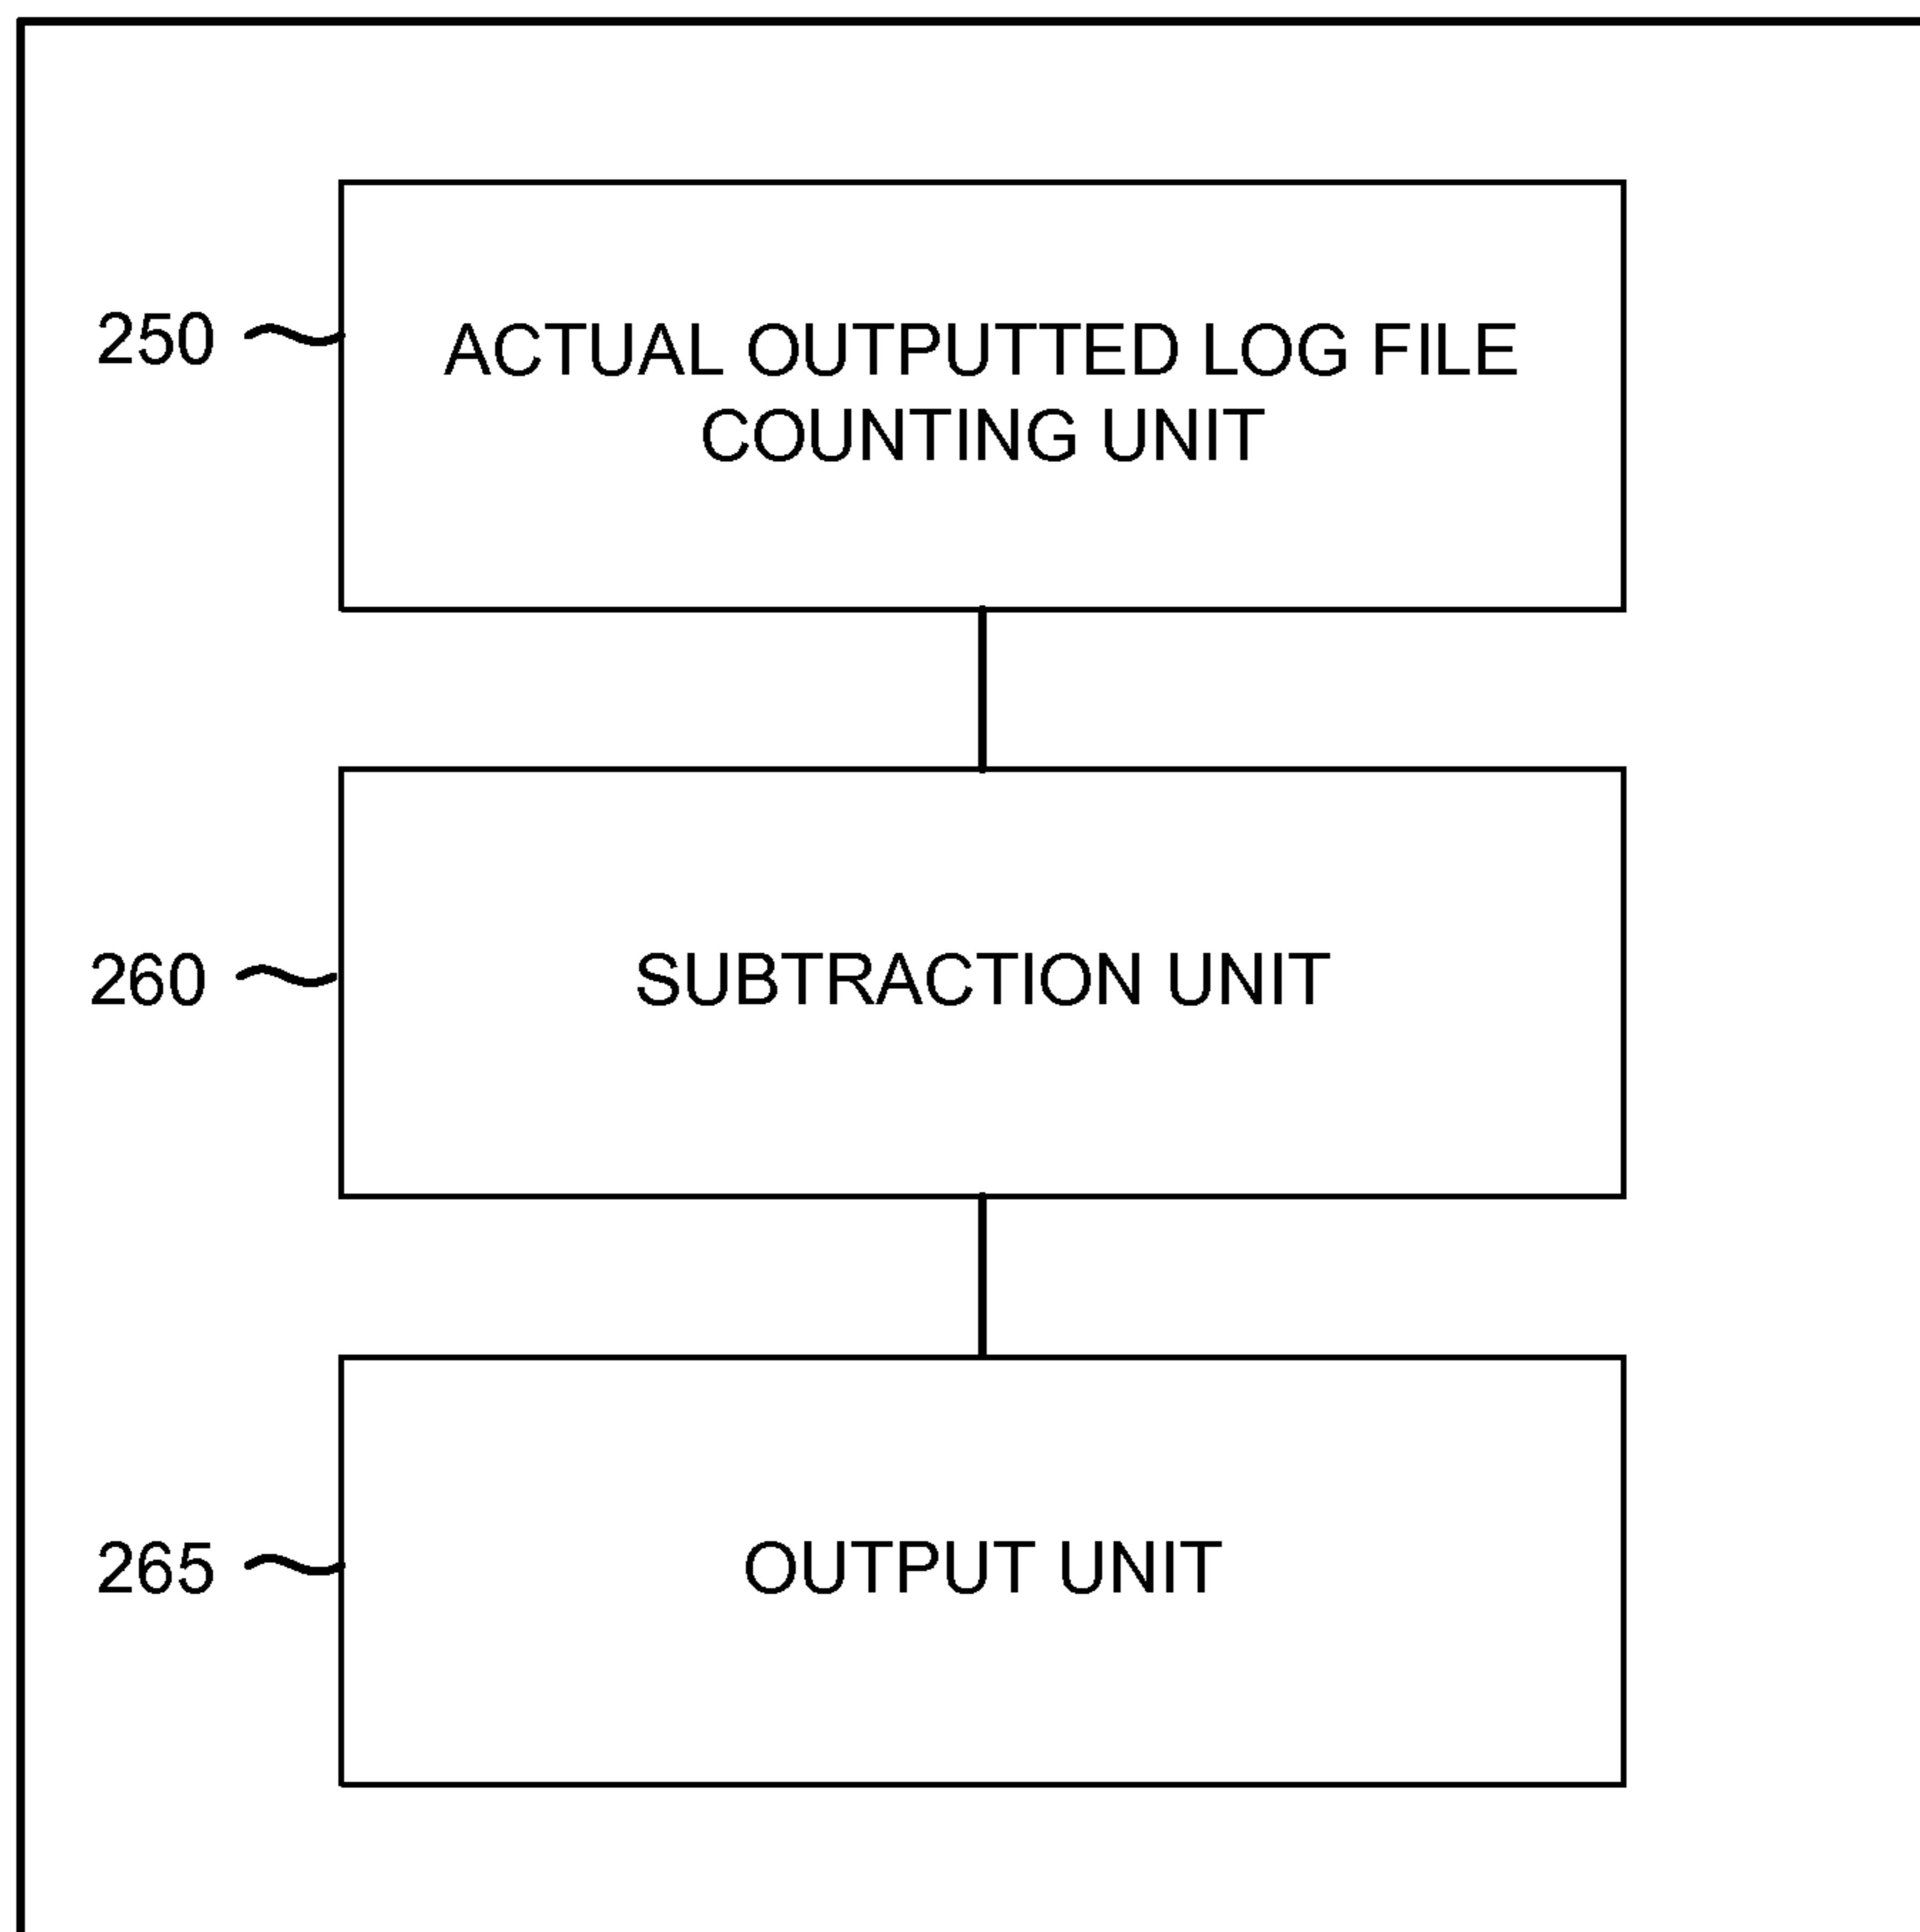 250
ACTUAL OUTPUTTED LOG FILE
COUNTING UNIT
260
SUBTRACTION UNIT
265
OUTPUT UNIT